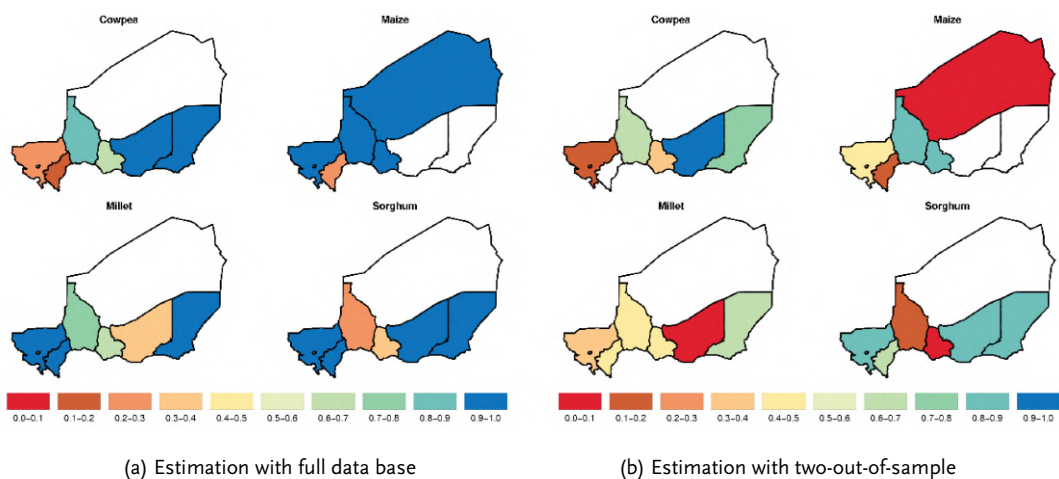 Cowpea Maize Cowpea Maize
Millet Sorghum Millet Sorghum
0.0–0.1 0.1–0.2 0.2–0.3 0.3–0.4 0.4–0.5 0.5–0.6 0.6–0.7 0.7–0.8 0.8–0.9 0.9–1.0 0.0–0.1 0.1–0.2 0.2–0.3 0.3–0.4 0.4–0.5 0.5–0.6 0.6–0.7 0.7–0.8 0.8–0.9 0.9–1.0
(a) Estimation with full data base (b) Estimation with two-out-of-sample